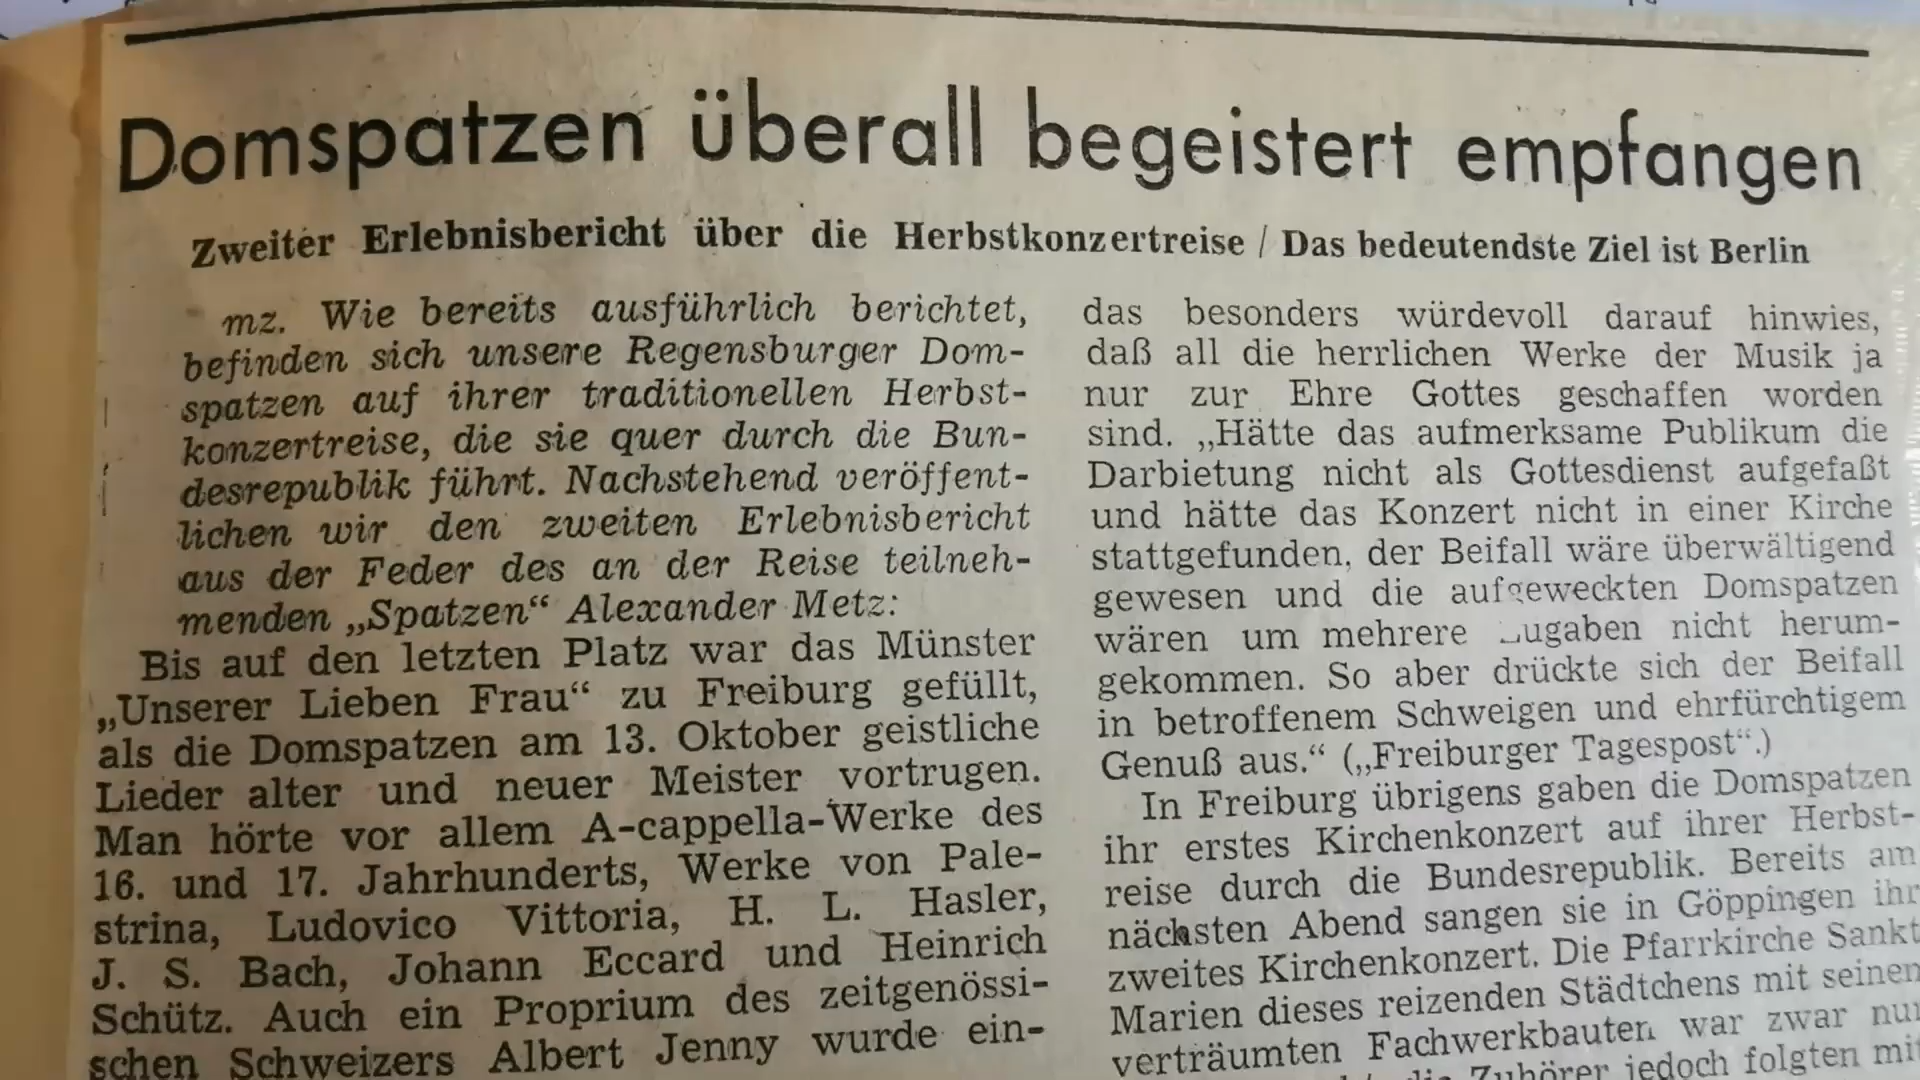 Domspatzen überall begeistert empfangen
Zweiter Erlebnisbericht über die Herbstkonzertreise / Das bedeutendste Ziel ist Berlin
mz. Wie bereits ausführlich berichtet,
befinden sich unsere Regensburger Dom-
spatzen auf ihrer traditionellen Herbst-
konzertreise, die sie quer durch die Bun-
desrepublik führt. Nachstehend veröffent-
lichen wir den zweiten Erlebnisbericht
aus der Feder des an der Reise teilneh-
menden „Spatzen“ Alexander Metz:
Bis auf den letzten Platz war das Münster
„Unserer Lieben Frau“ zu Freiburg gefüllt,
als die Domspatzen am 13. Oktober geistliche
Lieder alter und neuer Meister vortrugen.
Man hörte vor allem A-cappella-Werke des
16. und 17. Jahrhunderts, Werke von Pale-
strina, Ludovico Vittoria, H. L. Hasler,
J. S. Bach, Johann Eccard und Heinrich
Schütz. Auch ein Proprium des zeitgenössi-
schen Schweizers Albert Jenny wurde ein-
das besonders würdevoll darauf hinwies,
daß all die herrlichen Werke der Musik ja
nur zur Ehre Gottes geschaffen worden
sind. „Hätte das aufmerksame Publikum die
Darbietung nicht als Gottesdienst aufgefaßt
und hätte das Konzert nicht in einer Kirche
stattgefunden, der Beifall wäre überwältigend
gewesen und die aufgeweckten Domspatzen
wären um mehrere Zugaben nicht herum-
gekommen. So aber drückte sich der Beifall
in betroffenem Schweigen und ehrfürchtigem
Genuß aus.“ („Freiburger Tagespost“.)
In Freiburg übrigens gaben die Domspatzen
ihr erstes Kirchenkonzert auf ihrer Herbst-
reise durch die Bundesrepublik. Bereits am
nächsten Abend sangen sie in Göppingen ihr
zweites Kirchenkonzert. Die Pfarrkirche Sankt
Marien dieses reizenden Städtchens mit seinen
verträumten Fachwerkbauten war zwar nur
die Zuhörer jedoch folgten mit